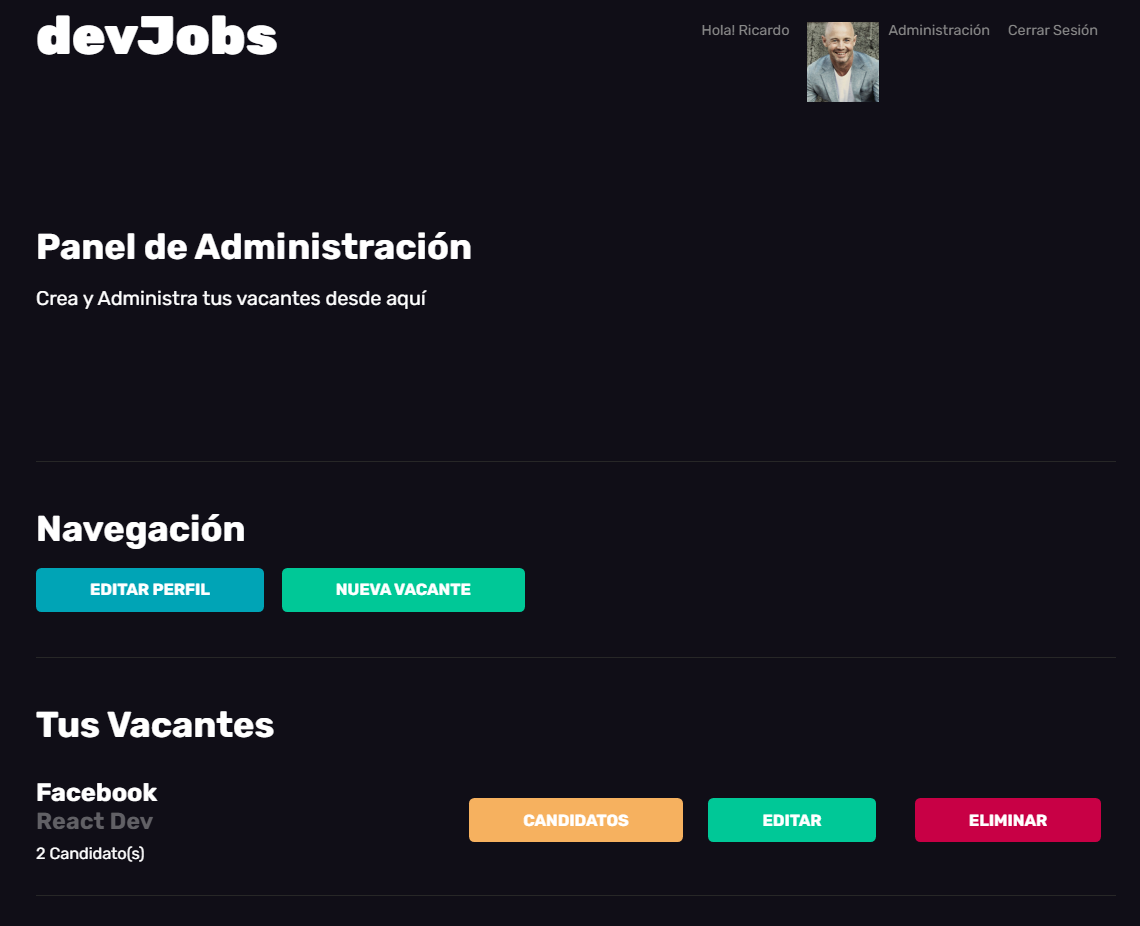 devJobs
Hola! Ricardo
Administración
Cerrar Sesión
Panel de Administración
Crea y Administra tus vacantes desde aquí
Navegación
EDITAR PERFIL
NUEVA VACANTE
Tus Vacantes
Facebook
React Dev
2 Candidato(s)
CANDIDATOS
EDITAR
ELIMINAR